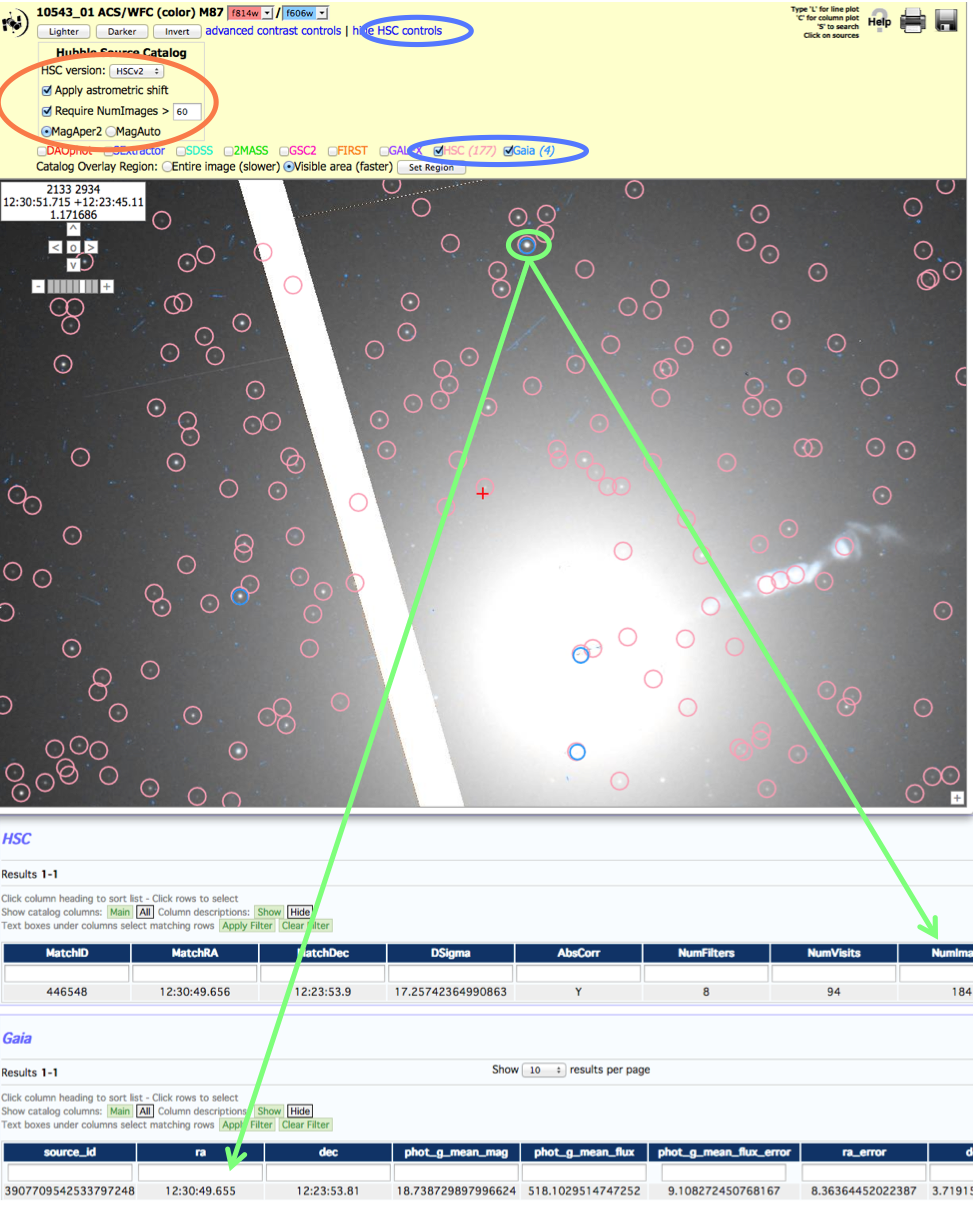 10543_01 ACS/WFC (color) M87 f814w / f606w
Type 'L' for line plot
'C' for column plot
'S' to search
Click on sources
Help
Lighter Darker Invert advanced contrast controls | hide HSC controls
Hubble Source Catalog
HSC version: HSCv2
Apply astrometric shift
Require NumImages > 60
MagAper2 MagAuto
DAOphot SExtractor SDSS 2MASS GSC2 FIRST GALEX HSC (177) Gaia (4)
Catalog Overlay Region: Entire image (slower) Visible area (faster) Set Region
2133 2934
12:30:51.715 +12:23:45.11
1.171686
^
< o >
v
- +
+
HSC
Results 1-1
Click column heading to sort list - Click rows to select
Show catalog columns: Main All Column descriptions: Show Hide
Text boxes under columns select matching rows Apply Filter Clear Filter
MatchID MatchRA MatchDec DSigma AbsCorr NumFilters NumVisits NumIma
446548 12:30:49.656 12:23:53.9 17.25742364990863 Y 8 94 184
Gaia
Results 1-1 Show 10 results per page
Click column heading to sort list - Click rows to select
Show catalog columns: Main All Column descriptions: Show Hide
Text boxes under columns select matching rows Apply Filter Clear Filter
source_id ra dec phot_g_mean_mag phot_g_mean_flux phot_g_mean_flux_error ra_error d
3907709542533797248 12:30:49.655 12:23:53.81 18.738729897996624 518.1029514747252 9.108272450768167 8.36364452022387 3.71915